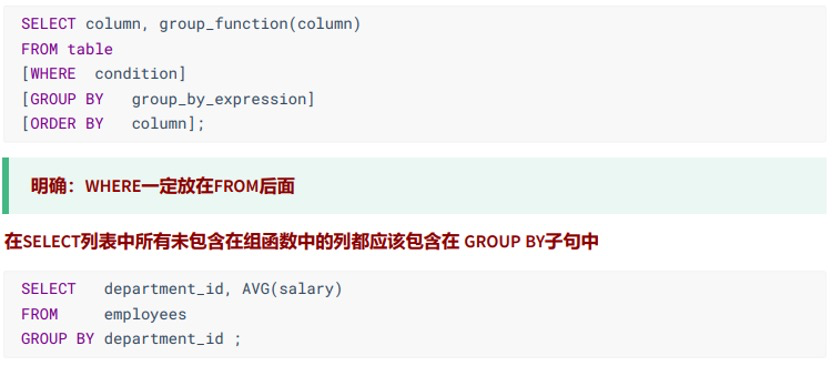 SELECT column, group_function(column)
FROM table
[WHERE  condition]
[GROUP BY   group_by_expression]
[ORDER BY   column];
明确：WHERE一定放在FROM后面
在SELECT列表中所有未包含在组函数中的列都应该包含在 GROUP BY子句中
SELECT   department_id, AVG(salary)
FROM     employees
GROUP BY department_id ;